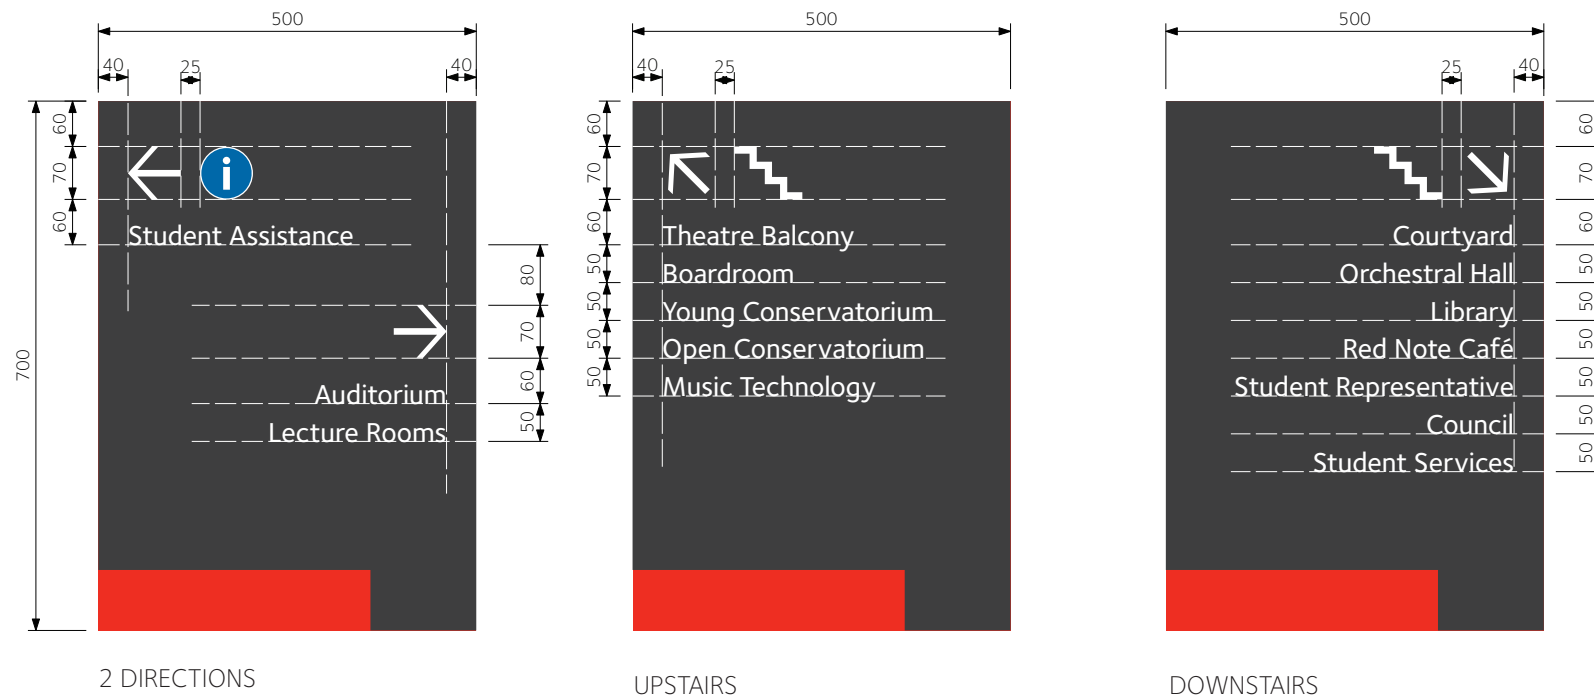 500
500
500
40
25
40
40
25
25
40
700
60
70
60
i
Student Assistance
80
70
60
50
Auditorium
Lecture Rooms
60
70
60
50
50
50
50
Theatre Balcony
Boardroom
Young Conservatorium
Open Conservatorium
Music Technology
Courtyard
Orchestral Hall
Library
Red Note Café
Student Representative
Council
Student Services
60
70
60
50
50
50
50
50
50
2 DIRECTIONS
UPSTAIRS
DOWNSTAIRS